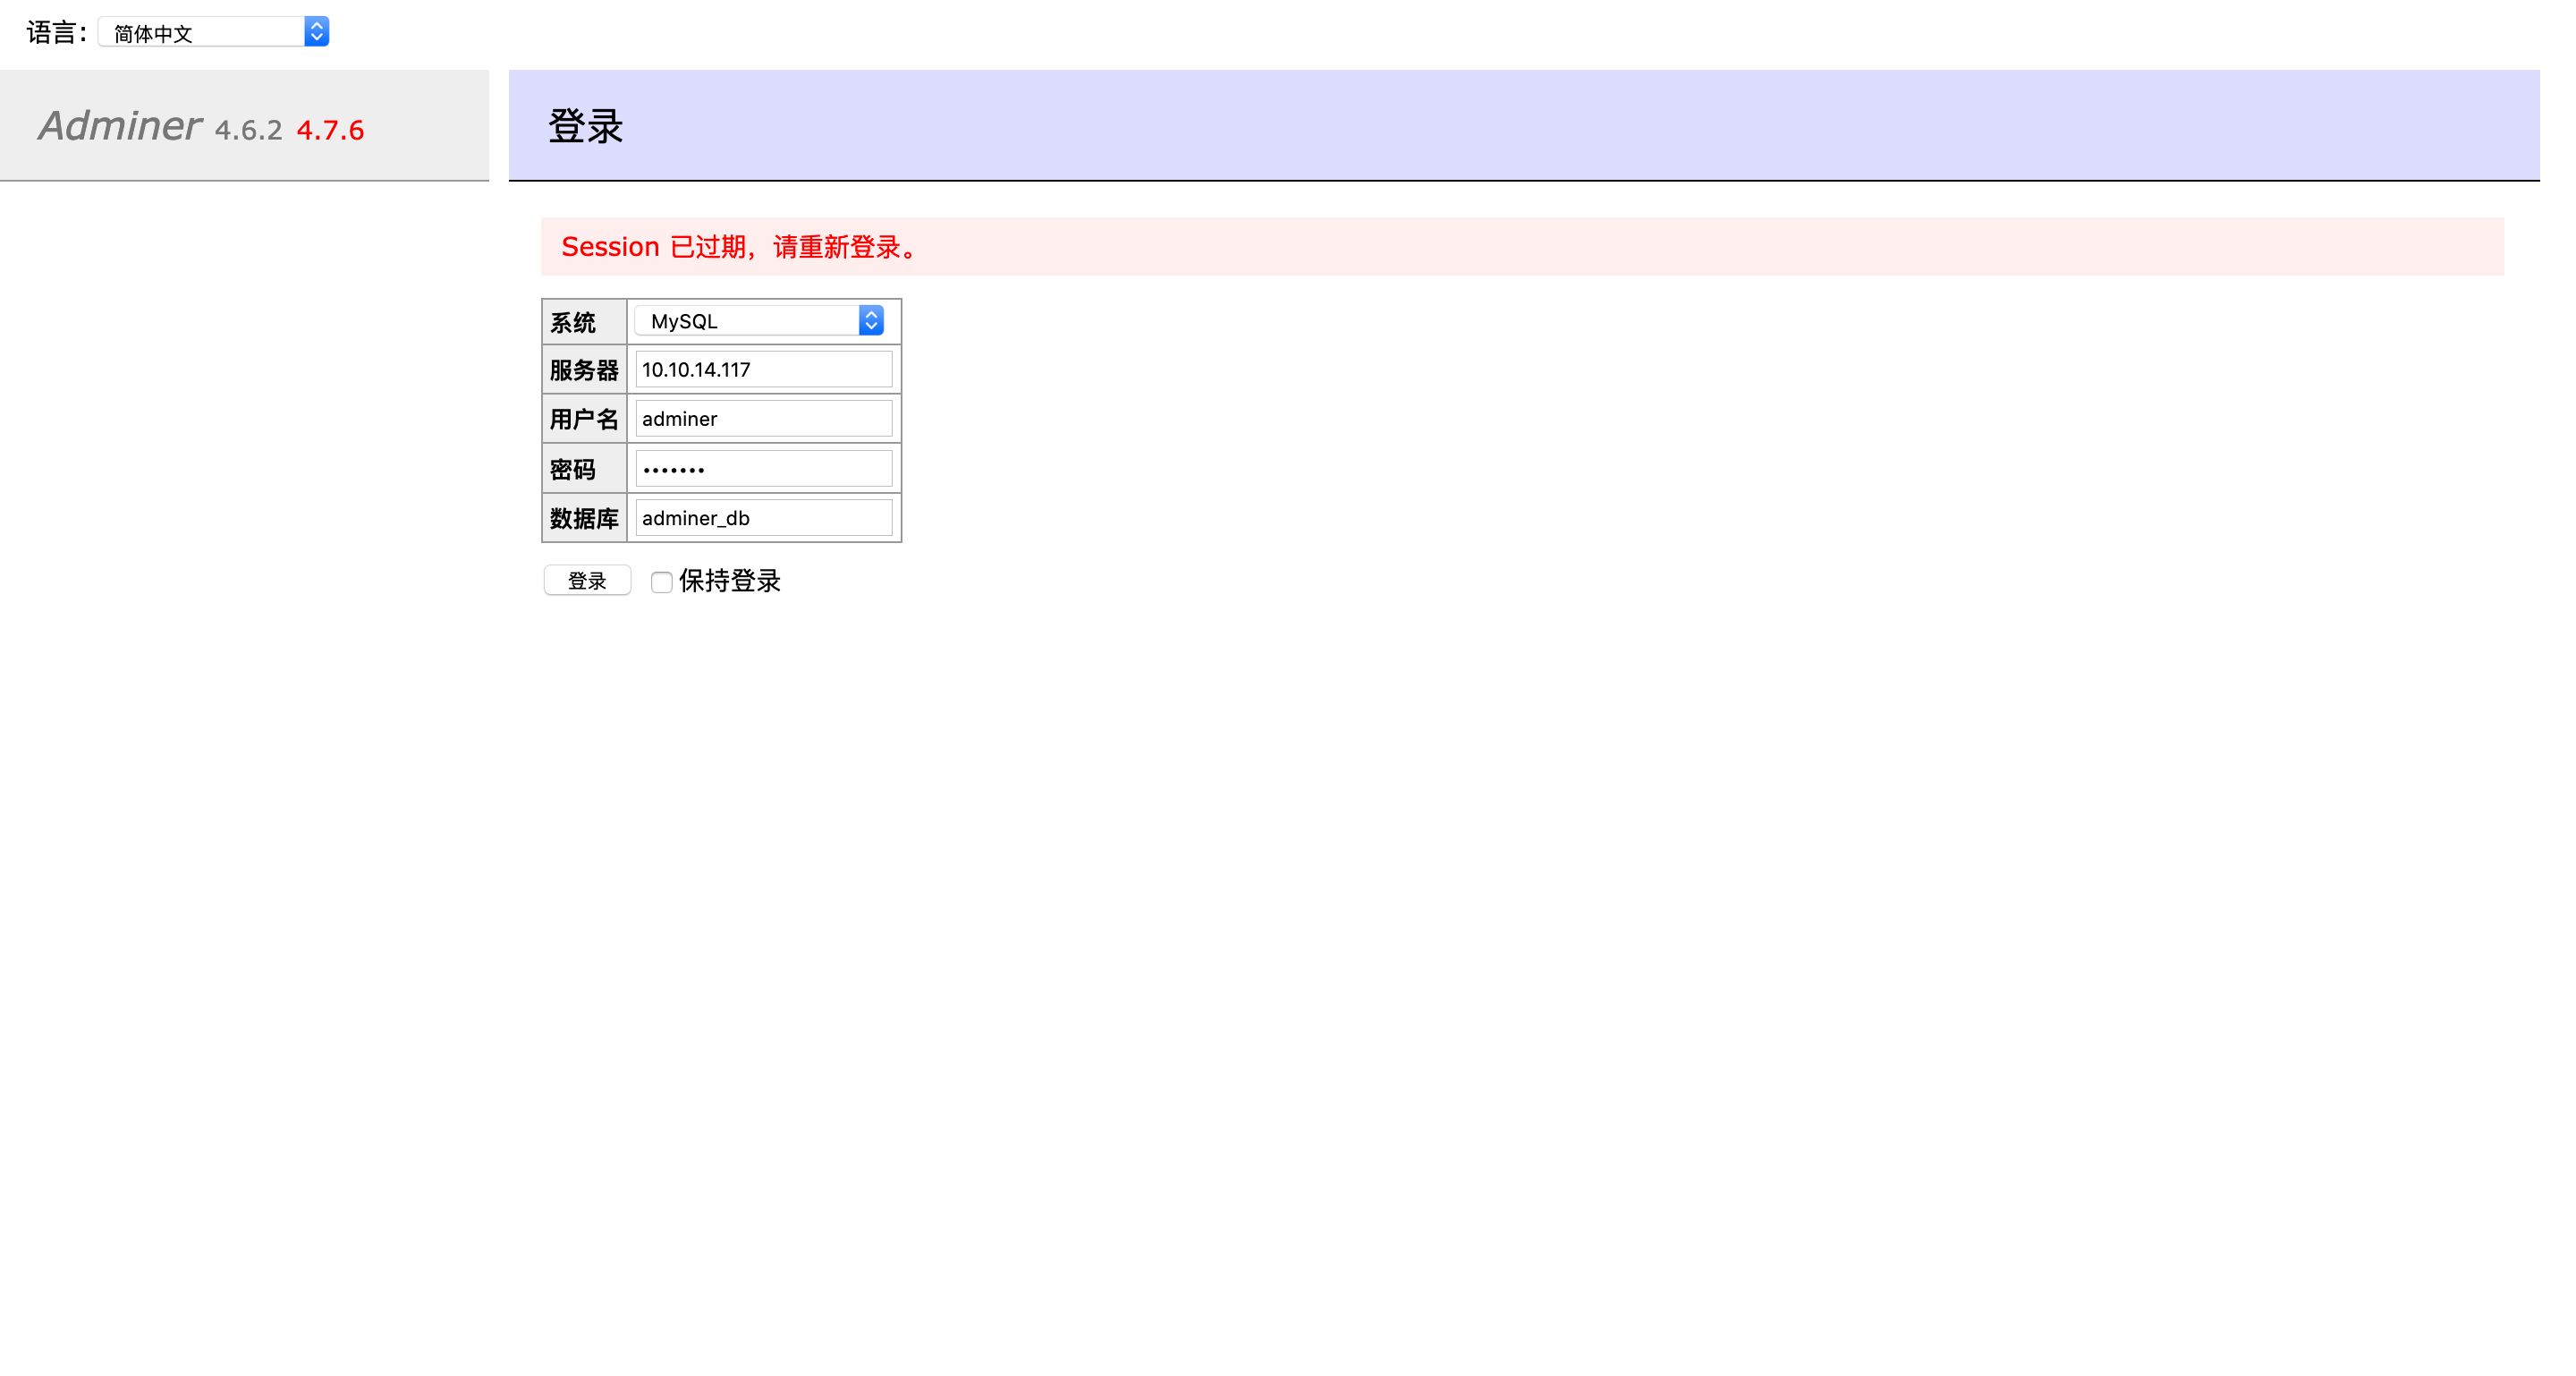 语言: 简体中文
Adminer 4.6.2 4.7.6
登录
Session 已过期，请重新登录。
系统 MySQL
服务器 10.10.14.117
用户名 adminer
密码 •••••••
数据库 adminer_db
登录 保持登录